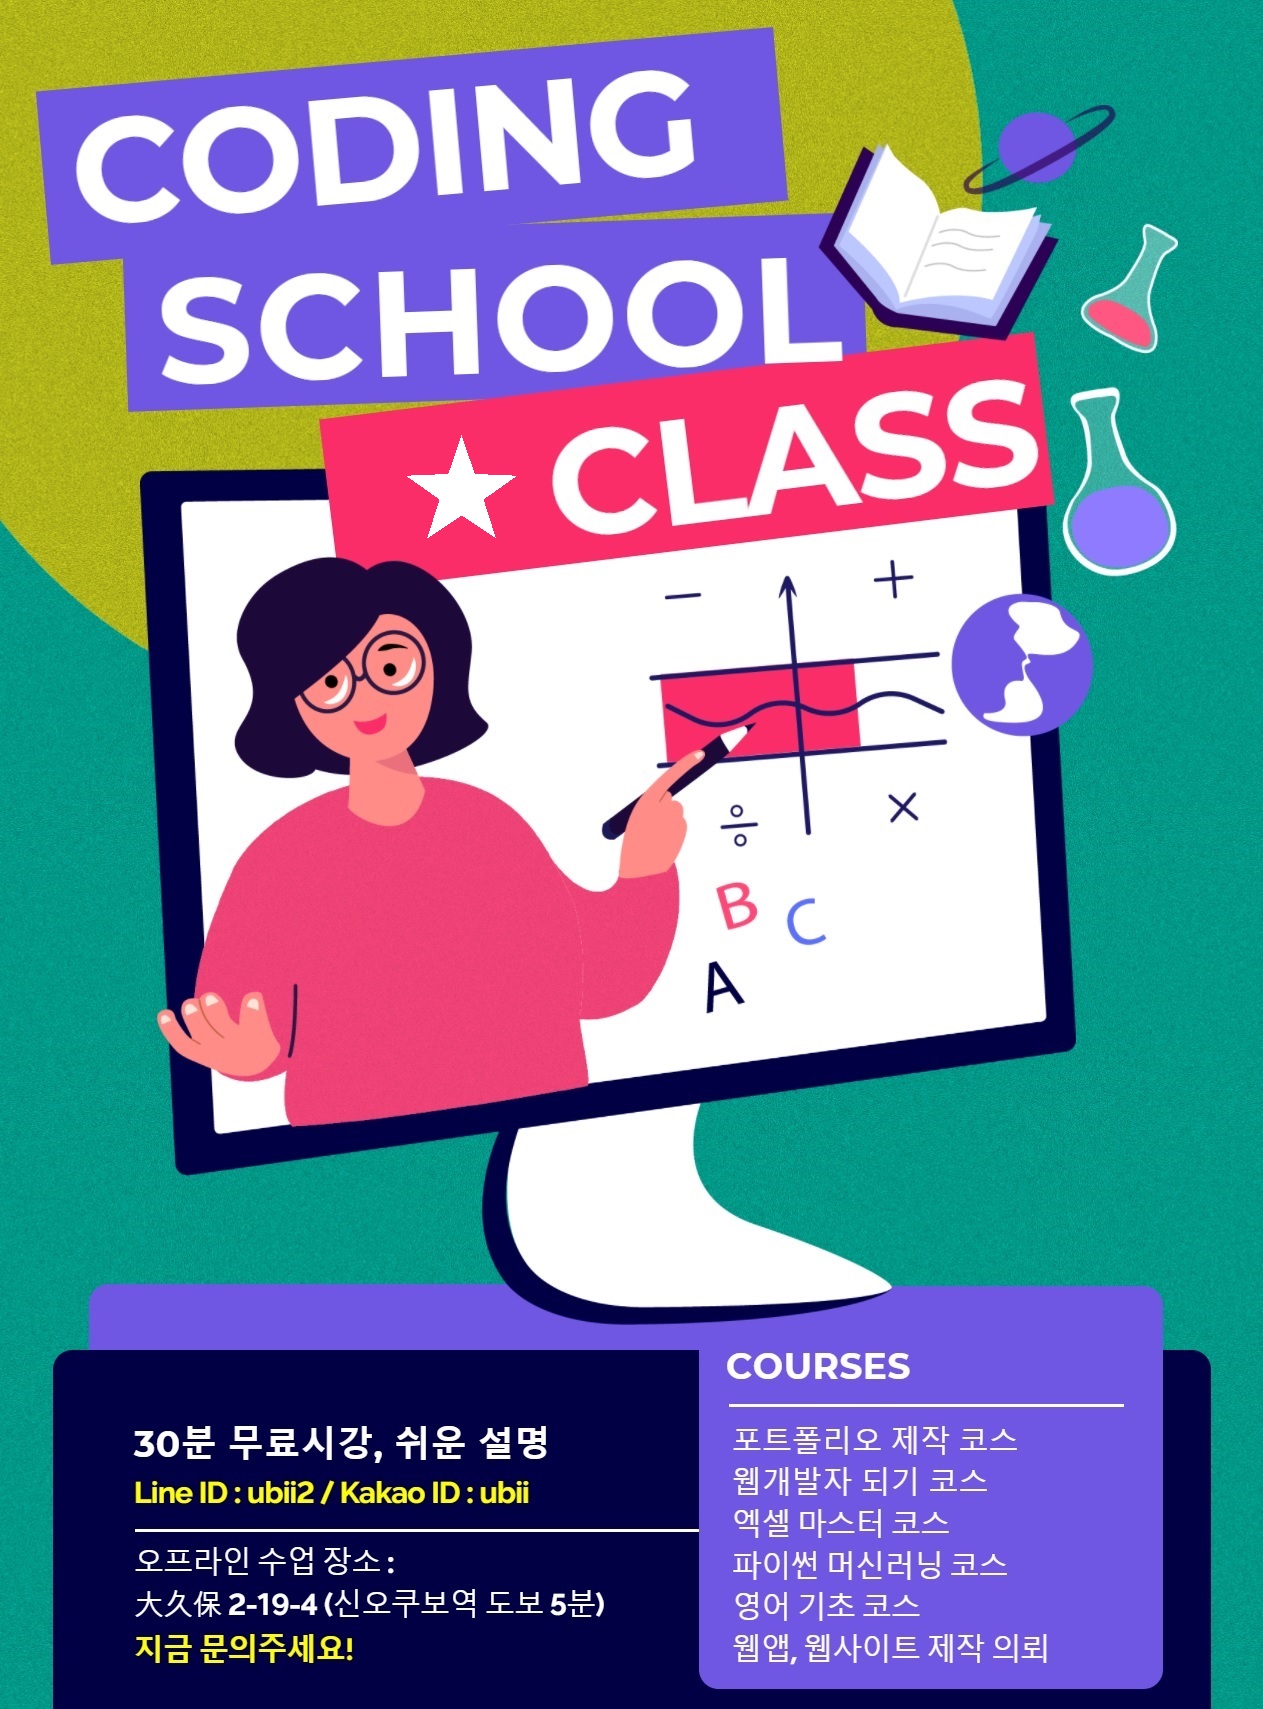 CODING
SCHOOL
★ CLASS
− +
÷ ×
B C
A
COURSES
포트폴리오 제작 코스
웹개발자 되기 코스
엑셀 마스터 코스
파이썬 머신러닝 코스
영어 기초 코스
웹앱, 웹사이트 제작 의뢰
30분 무료시강, 쉬운 설명
Line ID : ubii2 / Kakao ID : ubii
오프라인 수업 장소 :
大久保 2-19-4 (신오쿠보역 도보 5분)
지금 문의주세요!